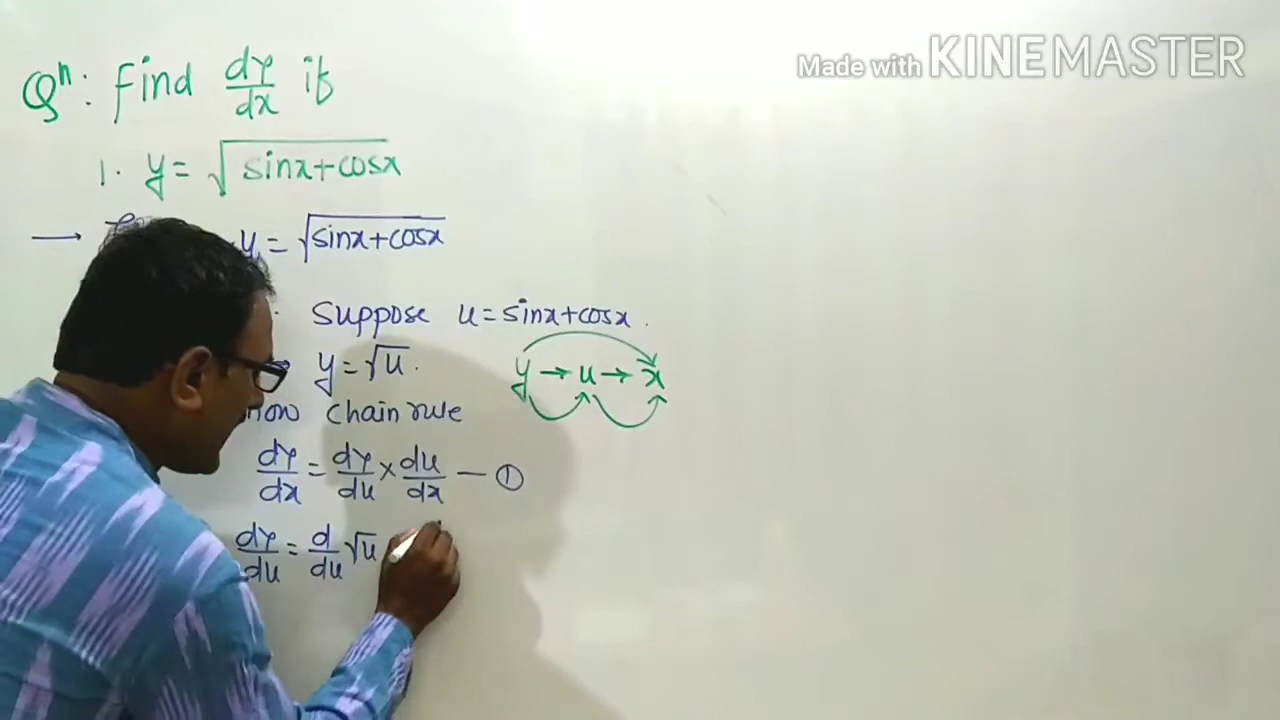 Made with KINEMASTER
Qn: Find dy/dx if
1. y = √(sinx+cosx)
→ y = √(sinx+cosx)
Suppose u = sinx+cosx.
y = √u. y → u → x
now chain rule
dy/dx = dy/du × du/dx — ①
dy/du = d/du √u